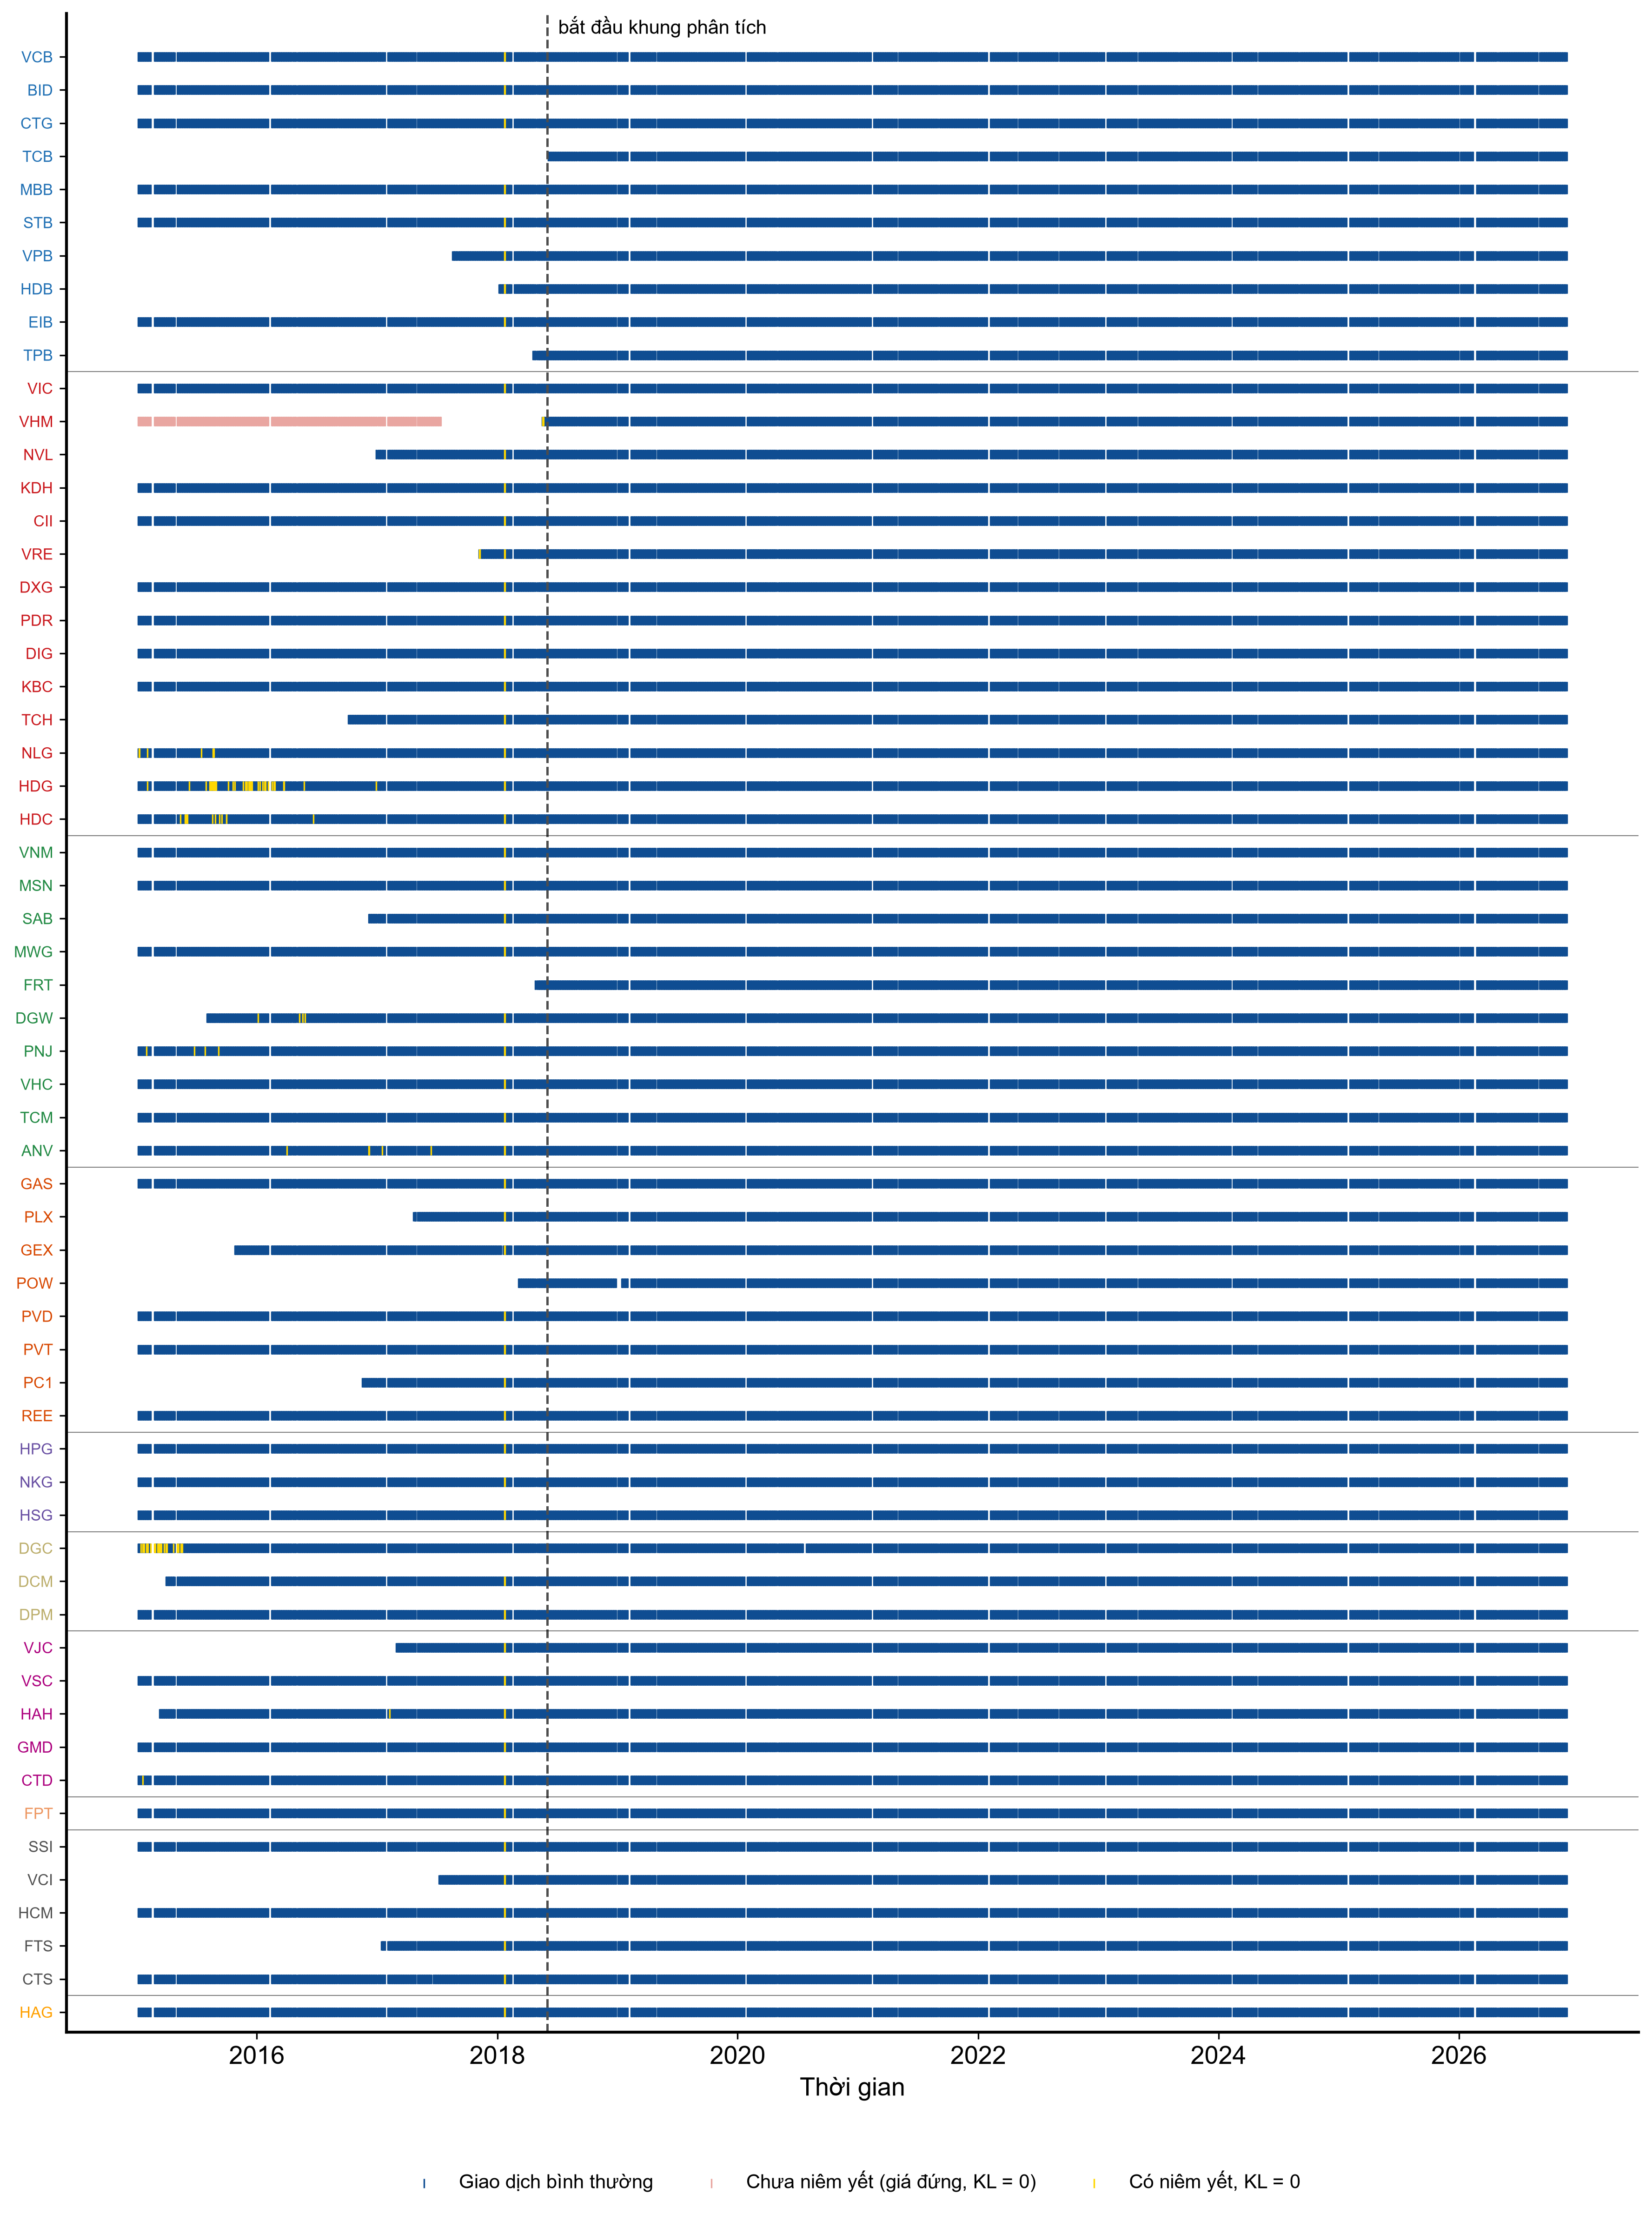 bắt đầu khung phân tích
VCB
BID
CTG
TCB
MBB
STB
VPB
HDB
EIB
TPB
VIC
VHM
NVL
KDH
CII
VRE
DXG
PDR
DIG
KBC
TCH
NLG
HDG
HDC
VNM
MSN
SAB
MWG
FRT
DGW
PNJ
VHC
TCM
ANV
GAS
PLX
GEX
POW
PVD
PVT
PC1
REE
HPG
NKG
HSG
DGC
DCM
DPM
VJC
VSC
HAH
GMD
CTD
FPT
SSI
VCI
HCM
FTS
CTS
HAG
2016 2018 2020 2022 2024 2026
Thời gian
Giao dịch bình thường Chưa niêm yết (giá đứng, KL = 0) Có niêm yết, KL = 0